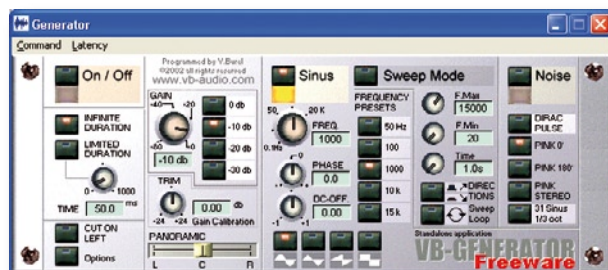 Generator
Command Latency
On / Off
INFINITE
DURATION
LIMITED
DURATION
0 1000
TIME 50.0 ms
CUT ON
LEFT
Options
Programmed by V.Burel
©2002 all rights reserved
www.vb-audio.com
GAIN
-40 +20
-60 -0
-10 db
0 db
-10 db
-20 db
-30 db
TRIM
-24 +24
0.00 db
Gain Calibration
PANORAMIC
L C R
Sinus
50 20 K
0.1Hz
FREQ
1000
PHASE
0.0
DC-OFF.
0.00
-1 1
Sweep Mode
FREQUENCY
PRESETS
50 Hz
100
1000
10 k
15 k
F.Max
15000
F.Min
20
Time
1.0s
DIREC
TIONS
Sweep
Loop
Noise
DIRAC
PULSE
PINK 0'
PINK 180'
PINK
STEREO
31 Sinus
1/3 oct
Standalone application
VB-GENERATOR
Freeware